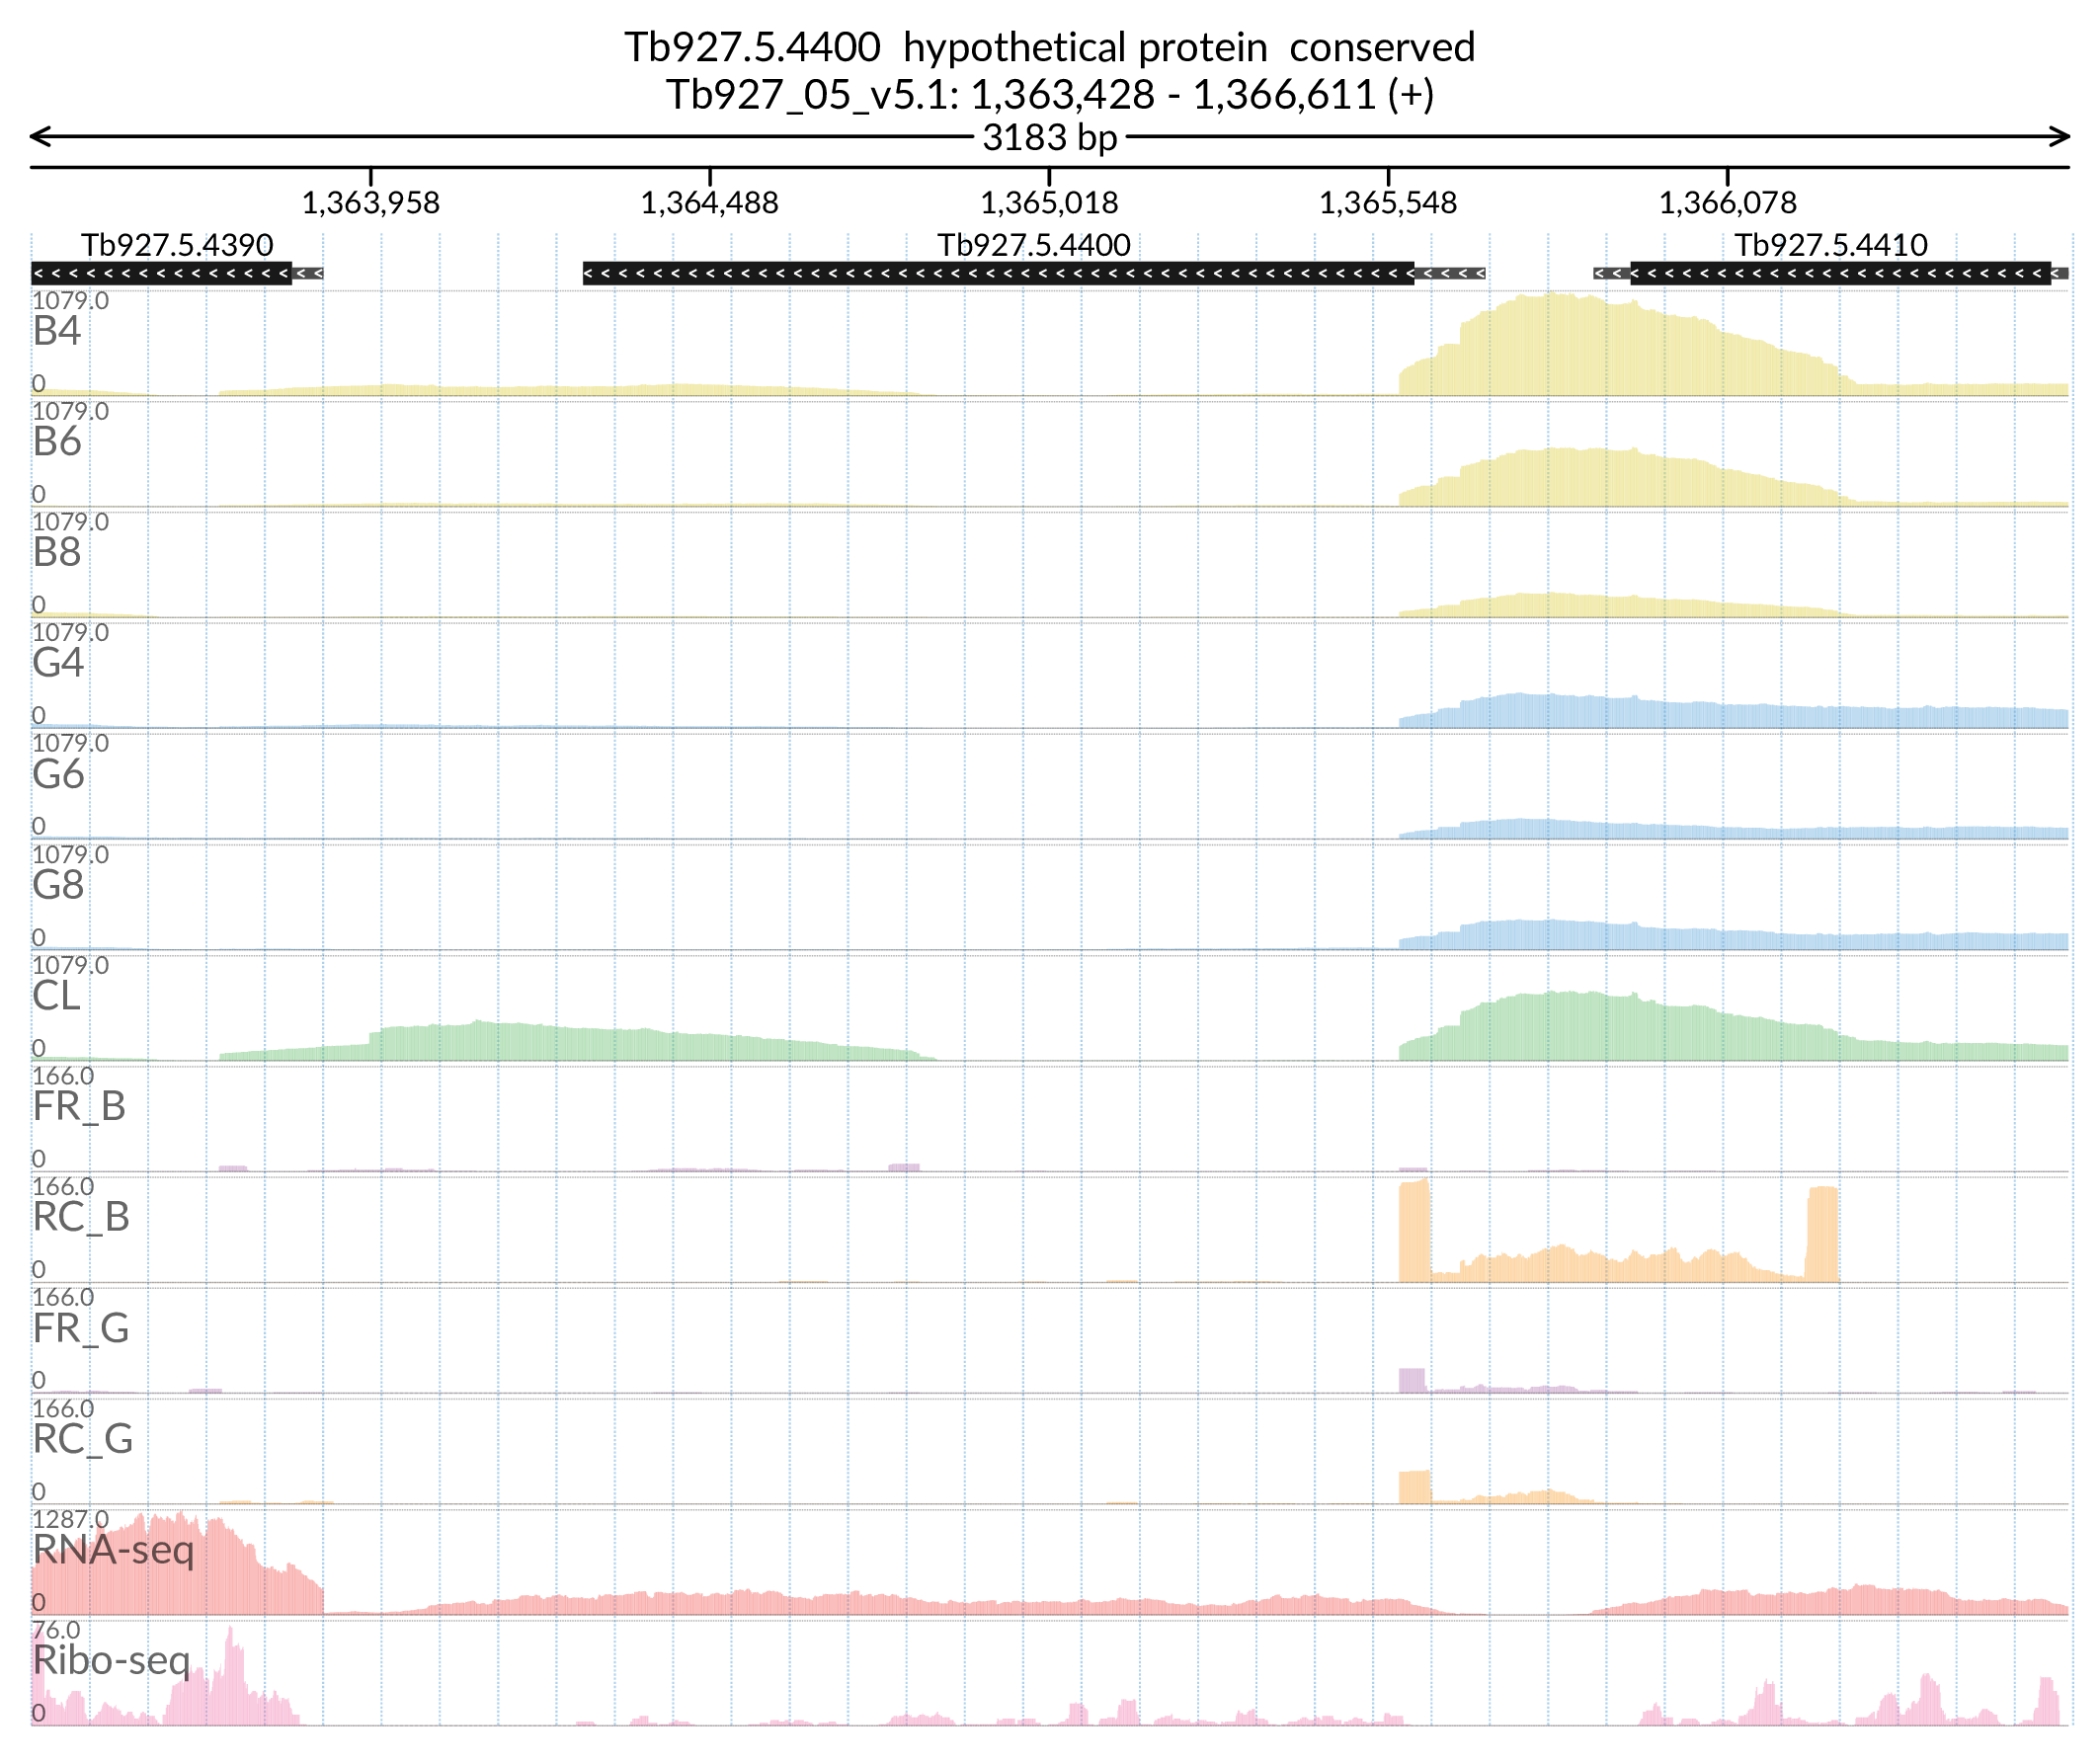 Tb927.5.4400 hypothetical protein conserved
Tb927_05_v5.1: 1,363,428 - 1,366,611 (+)
3183 bp
1,363,958 1,364,488 1,365,018 1,365,548 1,366,078
Tb927.5.4390 Tb927.5.4400 Tb927.5.4410
1079.0
B4
0
1079.0
B6
0
1079.0
B8
0
1079.0
G4
0
1079.0
G6
0
1079.0
G8
0
1079.0
CL
0
166.0
FR_B
0
166.0
RC_B
0
166.0
FR_G
0
166.0
RC_G
0
1287.0
RNA-seq
0
76.0
Ribo-seq
0